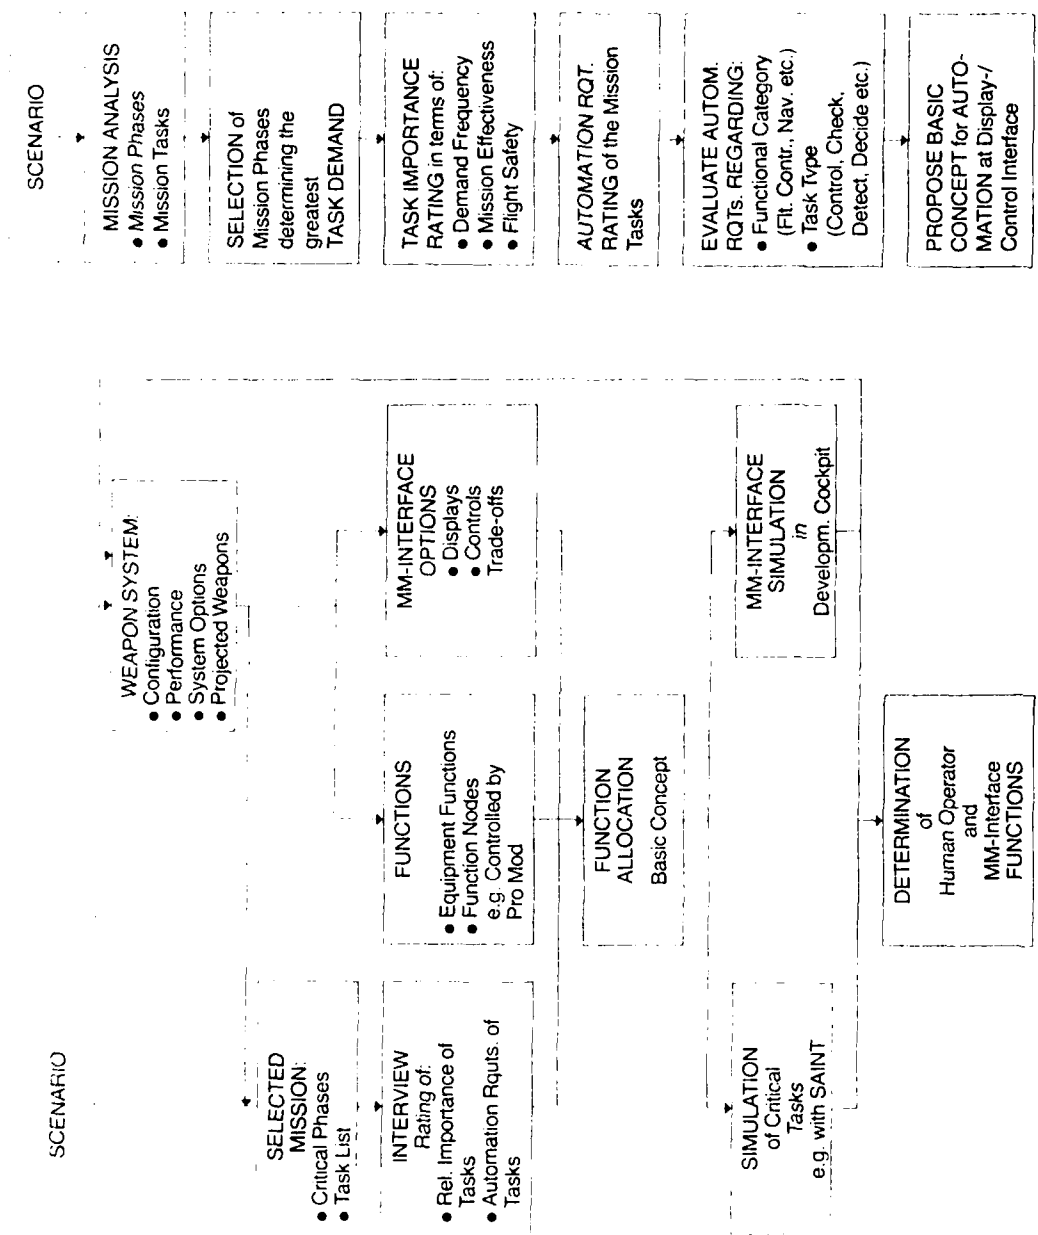 SCENARIO
WEAPON SYSTEM:
● Configuration
● Performance
● System Options
● Projected Weapons
SELECTED
MISSION:
● Critical Phases
● Task List
INTERVIEW
Rating of:
● Rel. Importance of
Tasks
● Automation Rquts. of
Tasks
FUNCTIONS
● Equipment Functions
● Function Nodes
e.g. Controlled by
Pro Mod
MM-INTERFACE
OPTIONS
● Displays
● Controls
Trade-offs
FUNCTION
ALLOCATION
Basic Concept
SIMULATION
of Critical
Tasks
e.g. with SAINT
MM-INTERFACE
SIMULATION
in
Developm. Cockpit
DETERMINATION
of
Human Operator
and
MM-Interface
FUNCTIONS
SCENARIO
MISSION ANALYSIS
● Mission Phases
● Mission Tasks
SELECTION of
Mission Phases
determining the
greatest
TASK DEMAND
TASK IMPORTANCE
RATING in terms of:
● Demand Frequency
● Mission Effectiveness
● Flight Safety
AUTOMATION RQT.
RATING of the Mission
Tasks
EVALUATE AUTOM.
RQTs. REGARDING:
● Functional Category
(Flt. Contr., Nav. etc.)
● Task Type
(Control, Check,
Detect, Decide etc.)
PROPOSE BASIC
CONCEPT for AUTO-
MATION at Display-/
Control Interface